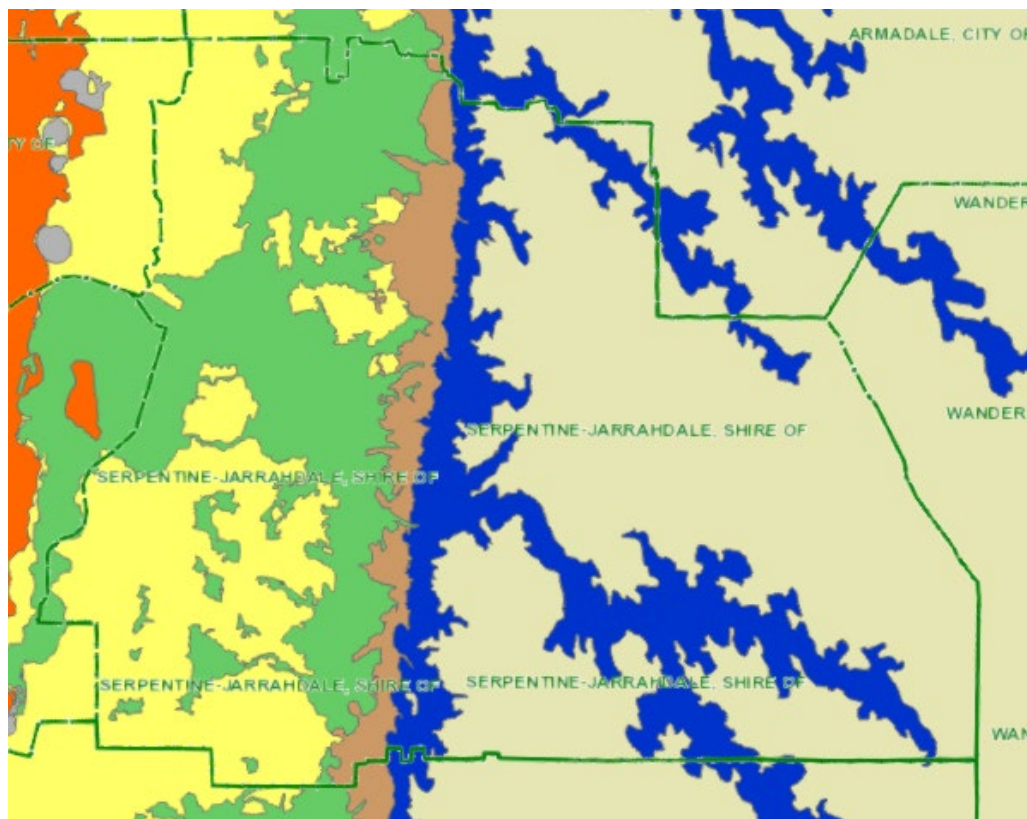 ARMADALE, CITY OF
Y OF
WANDER
WANDER
SERPENTINE-JARRAHDALE, SHIRE OF
SERPENTINE-JARRAHDALE, SHIRE OF
SERPENTINE-JARRAHDALE, SHIRE OF
SERPENTINE-JARRAHDALE, SHIRE OF
WAN